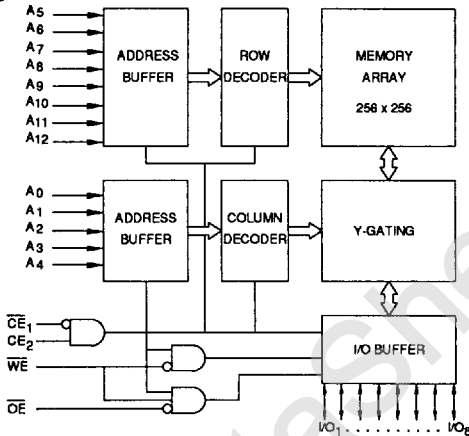 A5
A6
A7
A8
A9
A10
A11
A12
ADDRESS
BUFFER
ROW
DECODER
MEMORY
ARRAY
256 x 256
A0
A1
A2
A3
A4
ADDRESS
BUFFER
COLUMN
DECODER
Y-GATING
CE1
CE2
WE
OE
I/O BUFFER
I/O1 . . . . . . . . . I/O8